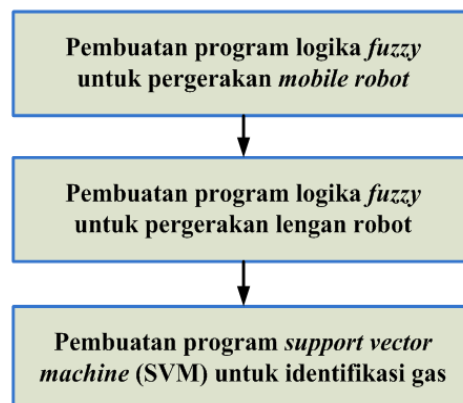 Pembuatan program logika fuzzy
untuk pergerakan mobile robot
Pembuatan program logika fuzzy
untuk pergerakan lengan robot
Pembuatan program support vector
machine (SVM) untuk identifikasi gas